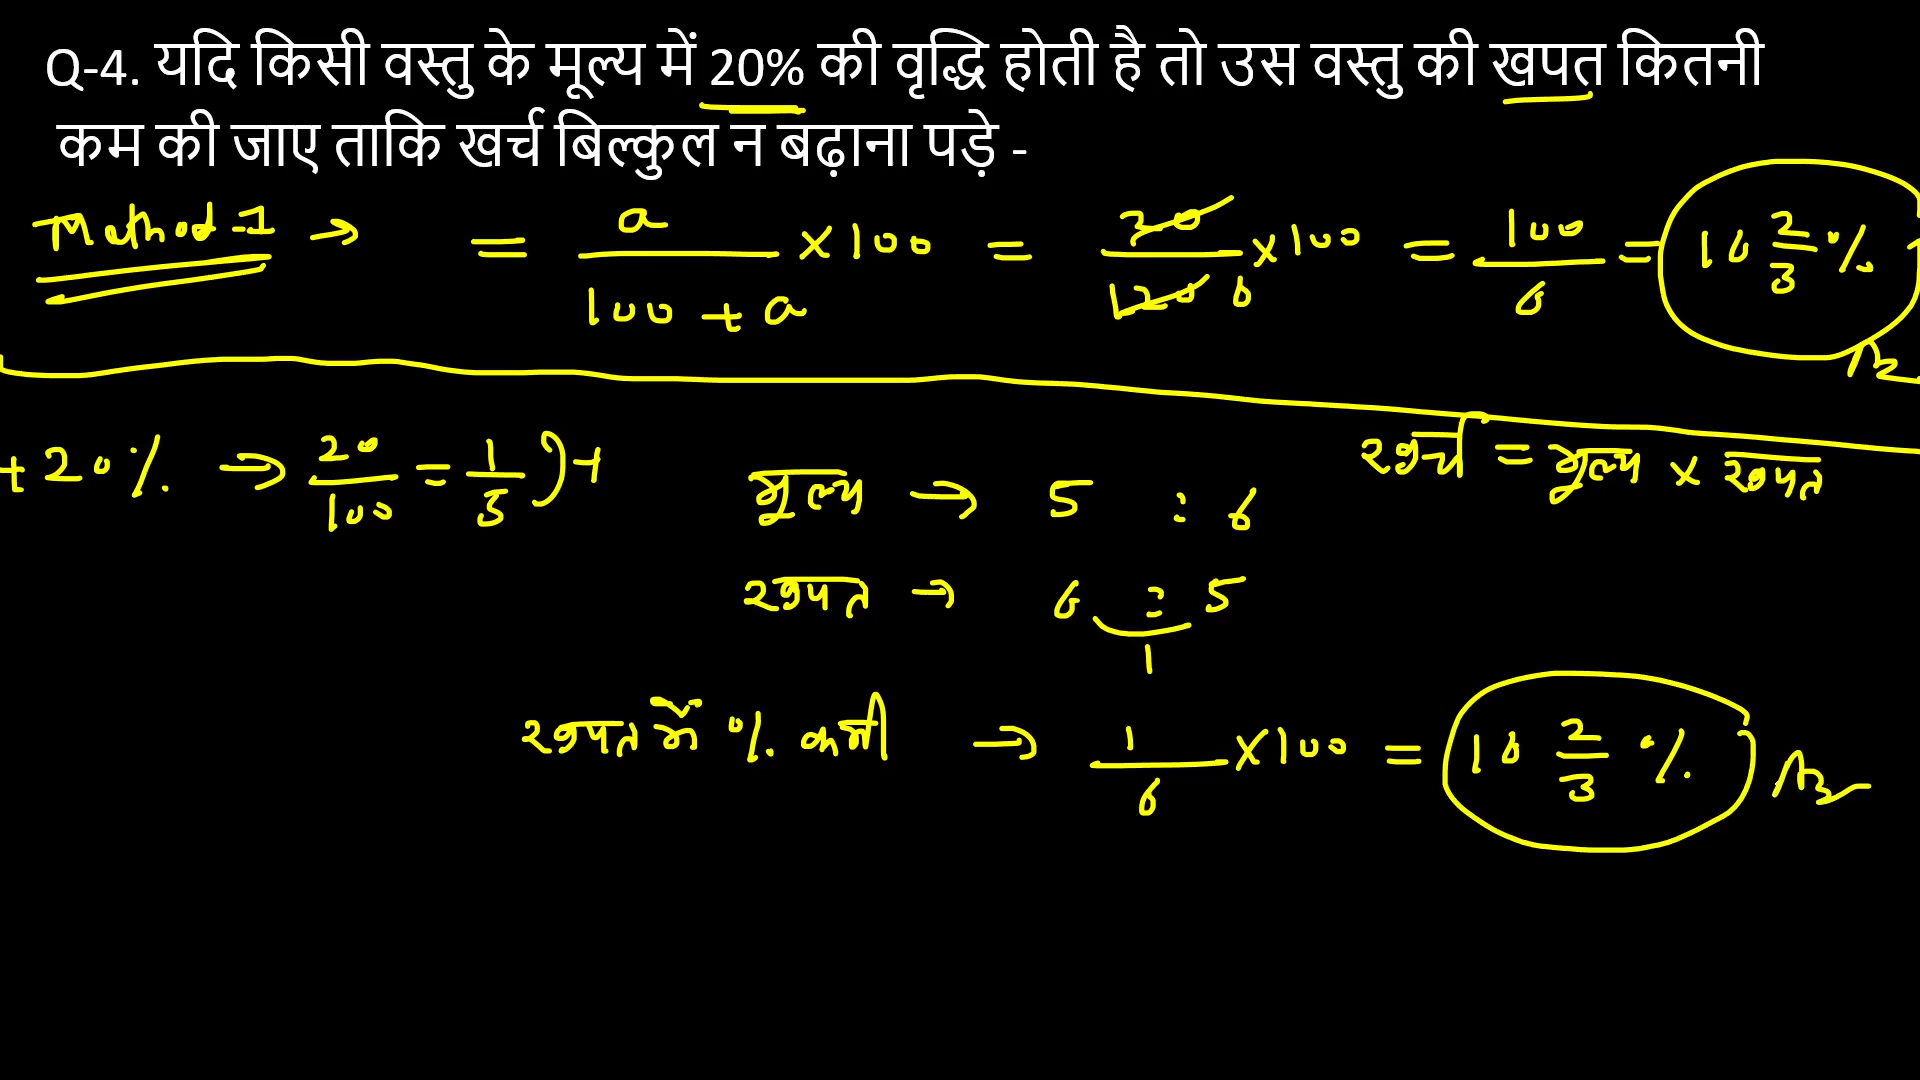 Q-4. यदि किसी वस्तु के मूल्य में 20% की वृद्धि होती है तो उस वस्तु की खपत कितनी
कम की जाए ताकि खर्च बिल्कुल न बढ़ाना पड़े -
Method-1 → = a/(100 + a) × 100 = 20/120 6 × 100 = 100/6 = 16 2/3 %
+ 20% ⇒ 20/100 = 1/5 )+
खर्च = मूल्य × खपत
मूल्य → 5 : 6
खपत → 6 : 5
1
खपत में % कमी → 1/6 × 100 = 16 2/3 %